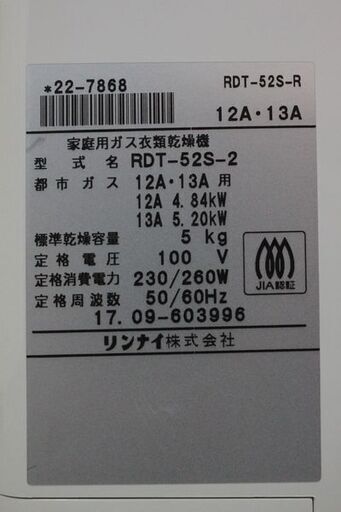 *22-7868 RDT-52S-R
12A・13A
家庭用ガス衣類乾燥機
型式名 RDT-52S-2
都市ガス 12A・13A用
12A 4.84kW
13A 5.20kW
標準乾燥容量 5 kg
定格電圧 100 V
定格消費電力 230/260W
定格周波数 50/60Hz
JIA認証
17.09-603996
リンナイ株式会社